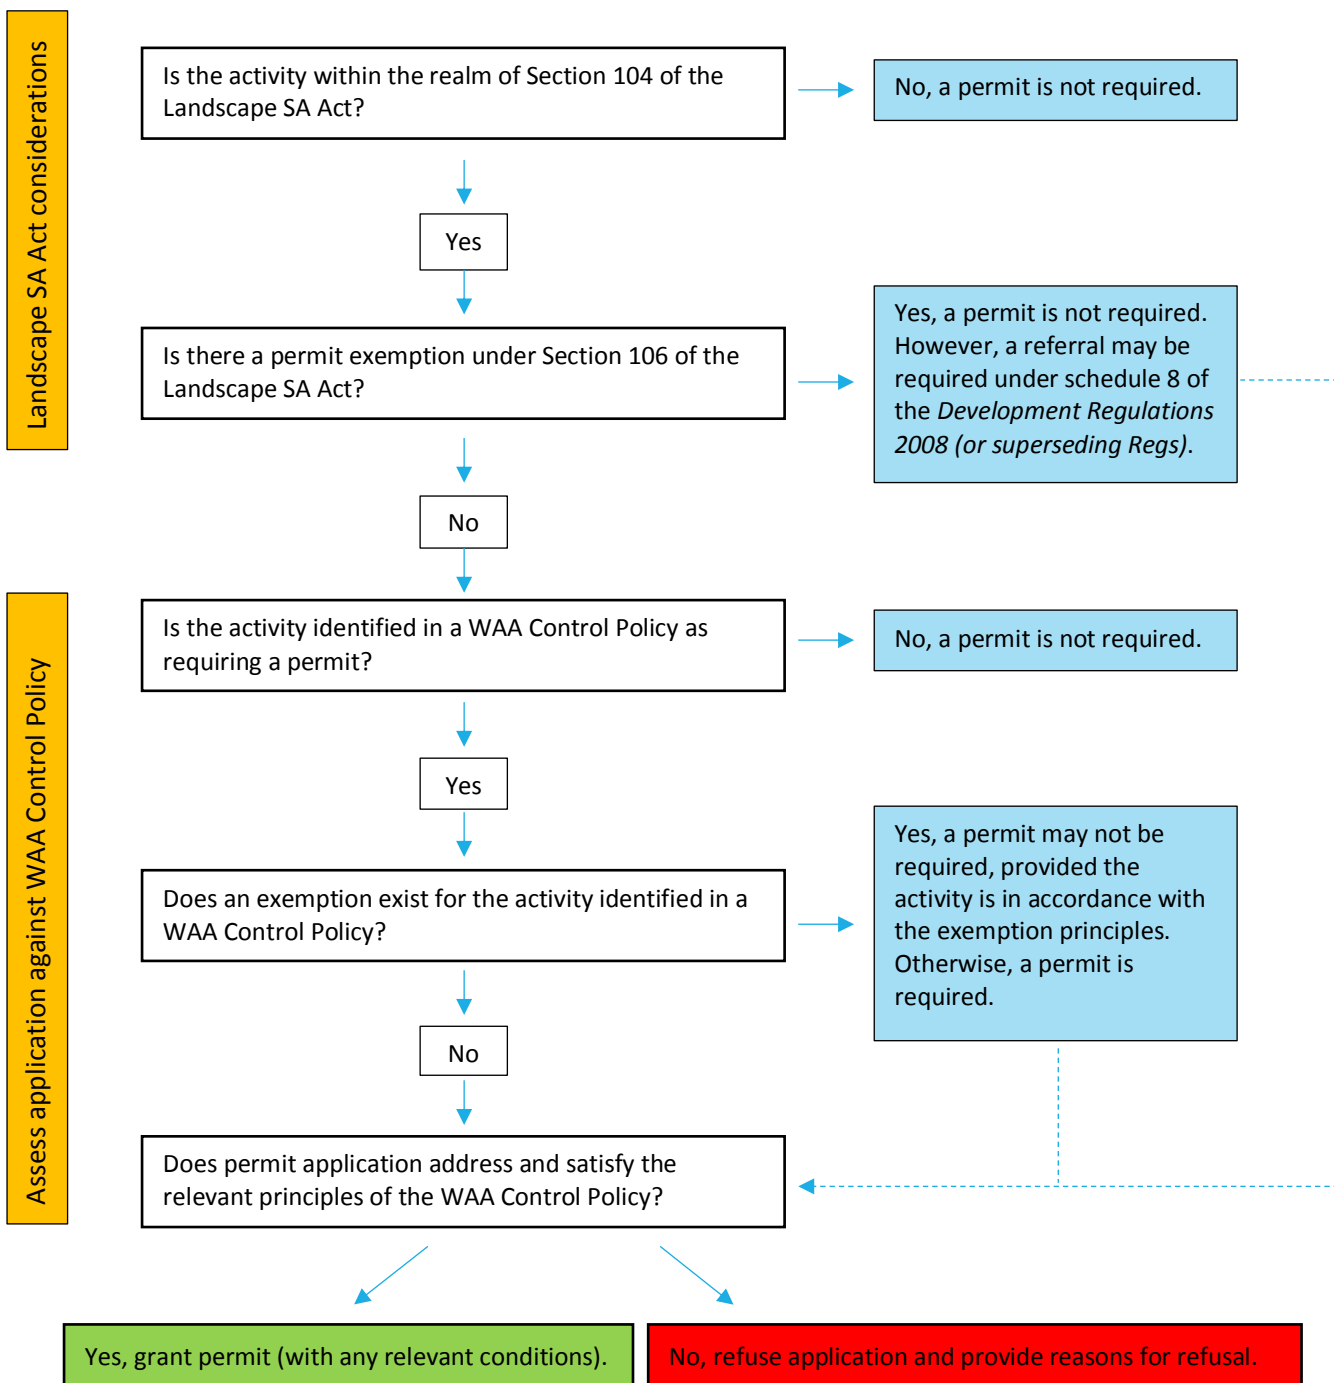 Landscape SA Act considerations
Is the activity within the realm of Section 104 of the
Landscape SA Act?
No, a permit is not required.
Yes
Is there a permit exemption under Section 106 of the
Landscape SA Act?
Yes, a permit is not required.
However, a referral may be
required under schedule 8 of
the Development Regulations
2008 (or superseding Regs).
No
Assess application against WAA Control Policy
Is the activity identified in a WAA Control Policy as
requiring a permit?
No, a permit is not required.
Yes
Does an exemption exist for the activity identified in a
WAA Control Policy?
Yes, a permit may not be
required, provided the
activity is in accordance with
the exemption principles.
Otherwise, a permit is
required.
No
Does permit application address and satisfy the
relevant principles of the WAA Control Policy?
Yes, grant permit (with any relevant conditions).
No, refuse application and provide reasons for refusal.